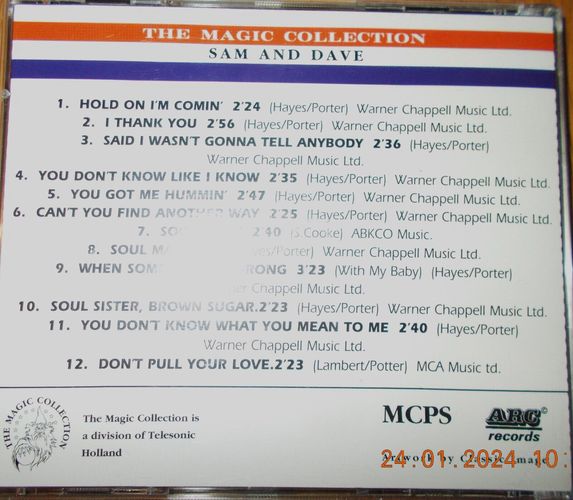 THE MAGIC COLLECTION
SAM AND DAVE
1. HOLD ON I'M COMIN' 2'24 (Hayes/Porter) Warner Chappell Music Ltd.
2. I THANK YOU 2'56 (Hayes/Porter) Warner Chappell Music Ltd.
3. SAID I WASN'T GONNA TELL ANYBODY 2'36 (Hayes/Porter)
Warner Chappell Music Ltd.
4. YOU DON'T KNOW LIKE I KNOW 2'35 (Hayes/Porter) Warner Chappell Music Ltd.
5. YOU GOT ME HUMMIN' 2'47 (Hayes/Porter) Warner Chappell Music Ltd.
6. CAN'T YOU FIND ANOTHER WAY 2'25 (Hayes/Porter) Warner Chappell Music Ltd.
7. 2'40 (S.Cooke) ABKCO Music.
8. SOUL Warner Chappell Music Ltd.
9. WHEN 3'23 (With My Baby) (Hayes/Porter)
Warner Chappell Music Ltd.
10. SOUL SISTER, BROWN SUGAR.2'23 (Hayes/Porter) Warner Chappell Music Ltd.
11. YOU DON'T KNOW WHAT YOU MEAN TO ME 2'40 (Hayes/Porter)
Warner Chappell Music Ltd.
12. DON'T PULL YOUR LOVE.2'23 (Lambert/Potter) MCA Music td.
THE MAGIC COLLECTION
The Magic Collection is
a division of Telesonic
Holland
MCPS
ARC©
records
Artwork by Classic Image
24.01.2024 10: